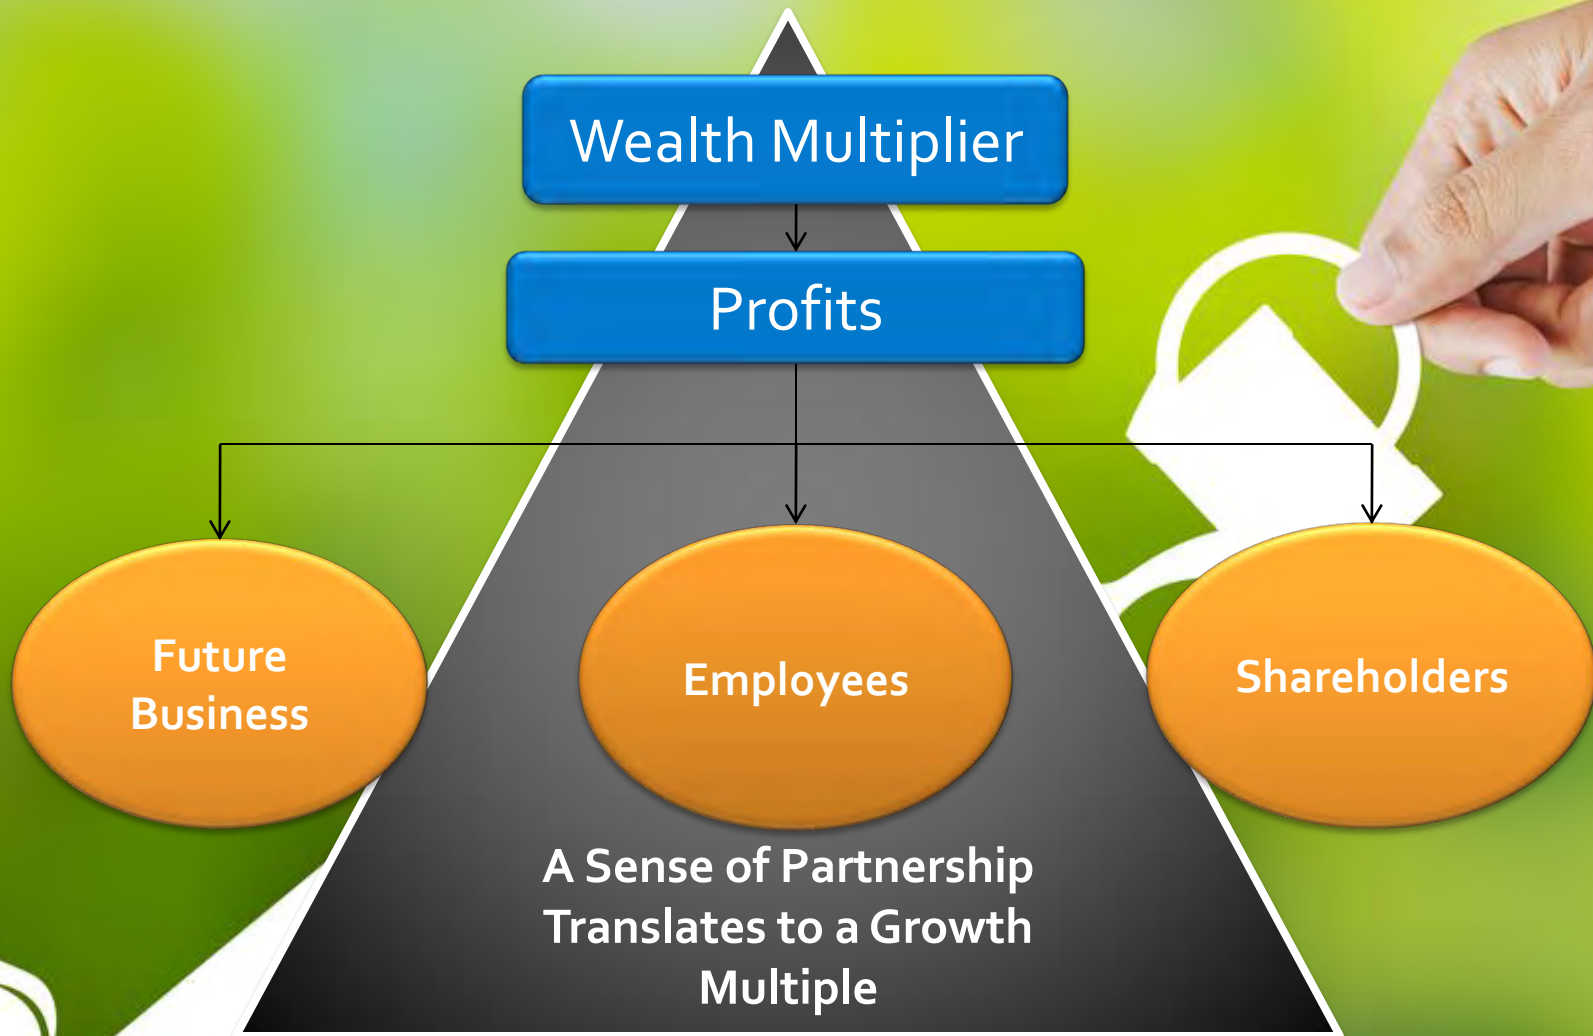 Wealth Multiplier
Profits
Future
Business
Employees
Shareholders
A Sense of Partnership
Translates to a Growth
Multiple